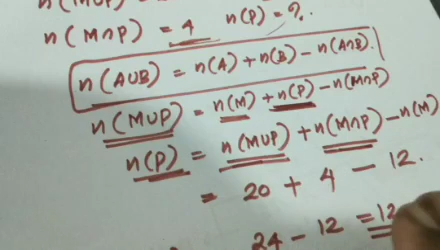 n(M∩P) = 4 n(P) = ?.
n(A∪B) = n(A) + n(B) - n(A∩B).
n(M∪P) = n(M) + n(P) - n(M∩P)
n(P) = n(M∪P) + n(M∩P) - n(M)
= 20 + 4 - 12.
24 - 12 = 12